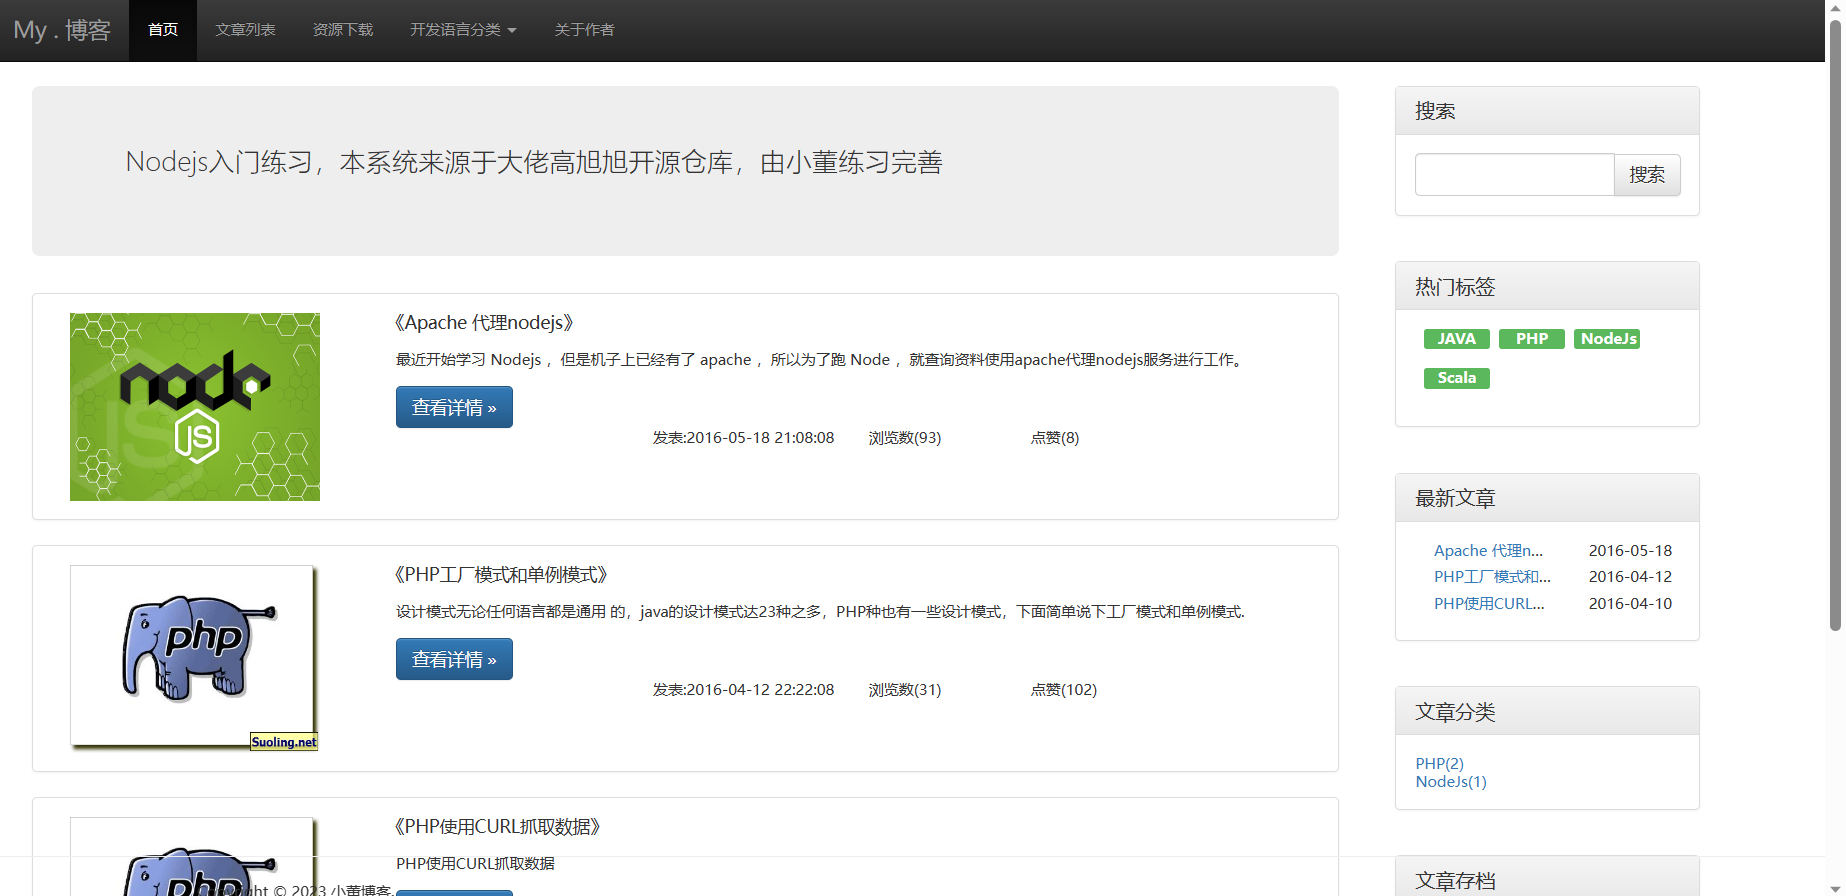 My . 博客
首页
文章列表
资源下载
开发语言分类
关于作者
Nodejs入门练习，本系统来源于大佬高旭旭开源仓库，由小董练习完善
node
JS
《Apache 代理nodejs》
最近开始学习 Nodejs ，但是机子上已经有了 apache ，所以为了跑 Node ，就查询资料使用apache代理nodejs服务进行工作。
查看详情 »
发表:2016-05-18 21:08:08 浏览数(93) 点赞(8)
php
Suoling.net
《PHP工厂模式和单例模式》
设计模式无论任何语言都是通用 的，java的设计模式达23种之多，PHP种也有一些设计模式，下面简单说下工厂模式和单例模式.
查看详情 »
发表:2016-04-12 22:22:08 浏览数(31) 点赞(102)
php
《PHP使用CURL抓取数据》
PHP使用CURL抓取数据
Copyright © 2023 小董博客.
搜索
搜索
热门标签
JAVA PHP NodeJs
Scala
最新文章
Apache 代理n... 2016-05-18
PHP工厂模式和... 2016-04-12
PHP使用CURL... 2016-04-10
文章分类
PHP(2)
NodeJs(1)
文章存档